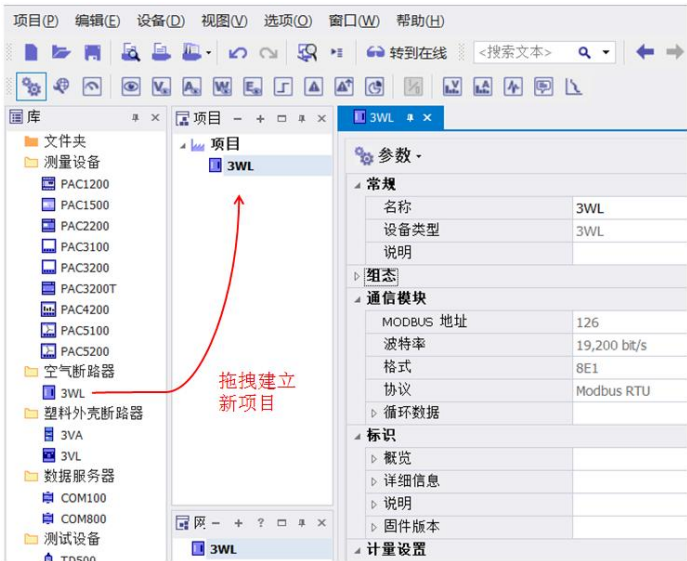 项目(P) 编辑(E) 设备(D) 视图(V) 选项(O) 窗口(W) 帮助(H)
转到在线 <搜索文本>
库
文件夹
测量设备
PAC1200
PAC1500
PAC2200
PAC3100
PAC3200
PAC3200T
PAC4200
PAC5100
PAC5200
空气断路器
3WL
塑料外壳断路器
3VA
3VL
数据服务器
COM100
COM800
测试设备
TD500
项目
项目
3WL
拖拽建立
新项目
网
3WL
3WL
参数
常规
名称 3WL
设备类型 3WL
说明
组态
通信模块
MODBUS 地址 126
波特率 19,200 bit/s
格式 8E1
协议 Modbus RTU
循环数据
标识
概览
详细信息
说明
固件版本
计量设置